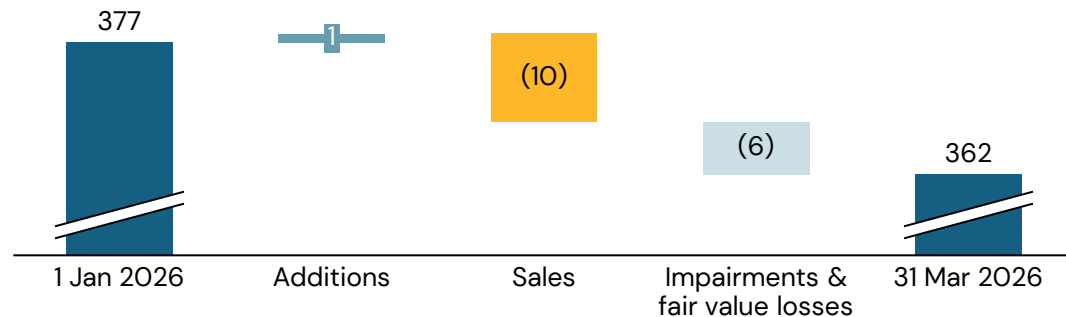 377
1
(10)
(6)
362
1 Jan 2026
Additions
Sales
Impairments &
fair value losses
31 Mar 2026